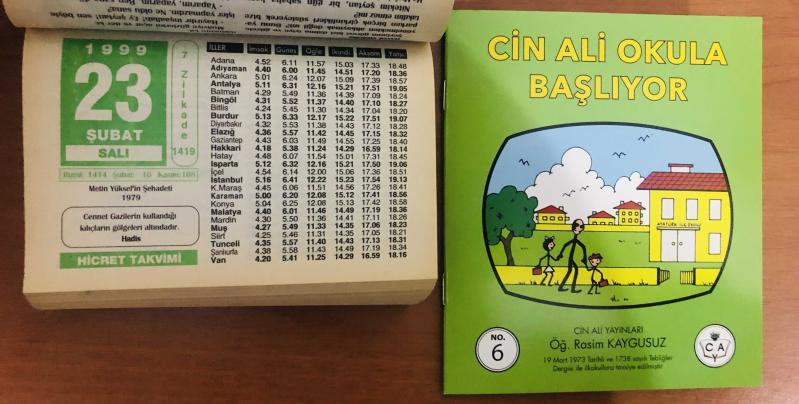 1999
23
ŞUBAT
SALI
7
Zilkade
1419
Rumi: 1414 Şubat: 10 Kasım:108
Metin Yüksel'in Şehadeti
1979
Cennet Gazilerin kullandığı
kılıçların gölgeleri altındadır.
Hadis
HİCRET TAKVİMİ
İLLER İmsak Güneş Öğle İkindi Akşam Yatsı
Adana 4.52 6.11 11.57 15.03 17.33 18.48
Adıyaman 4.40 6.00 11.45 14.51 17.20 18.36
Ankara 5.01 6.24 12.07 15.09 17.39 18.57
Antalya 5.11 6.31 12.16 15.21 17.51 19.05
Batman 4.29 5.49 11.36 14.39 17.09 18.24
Bingöl 4.31 5.52 11.37 14.40 17.10 18.27
Bitlis 4.24 5.45 11.30 14.34 17.04 18.20
Burdur 5.13 6.33 12.17 15.22 17.51 19.07
Diyarbakır 4.32 5.53 11.38 14.43 17.12 18.28
Elazığ 4.36 5.57 11.42 14.45 17.15 18.32
Gaziantep 4.43 6.03 11.49 14.55 17.25 18.40
Hakkari 4.18 5.38 11.24 14.29 16.59 18.14
Hatay 4.48 6.07 11.54 15.01 17.31 18.45
Isparta 5.12 6.32 12.16 15.21 17.50 19.06
İçel 4.54 6.14 12.00 15.06 17.36 18.51
İstanbul 5.16 6.41 12.22 15.23 17.54 19.13
K.Maraş 4.45 6.06 11.51 14.56 17.26 18.41
Karaman 5.00 6.20 12.08 15.12 17.41 18.56
Konya 5.04 6.25 12.08 15.13 17.42 18.58
Malatya 4.40 6.01 11.46 14.49 17.19 18.36
Mardin 4.30 5.50 11.36 14.41 17.11 18.26
Muş 4.27 5.49 11.33 14.35 17.06 18.23
Siirt 4.25 5.46 11.31 14.35 17.05 18.21
Tunceli 4.35 5.57 11.40 14.43 17.13 18.31
Şanlıurfa 4.38 5.58 11.43 14.49 17.19 18.34
Van 4.20 5.41 11.25 14.29 16.59 18.16
CİN ALİ OKULA
BAŞLIYOR
ATATÜRK İLK OKULU
CİN ALİ YAYINLARI
Öğ. Rasim KAYGUSUZ
19 Mart 1973 Tarihli ve 1738 sayılı Tebliğler
Dergisi ile ilkokullara tavsiye edilmiştir
NO.
6
C A
Y